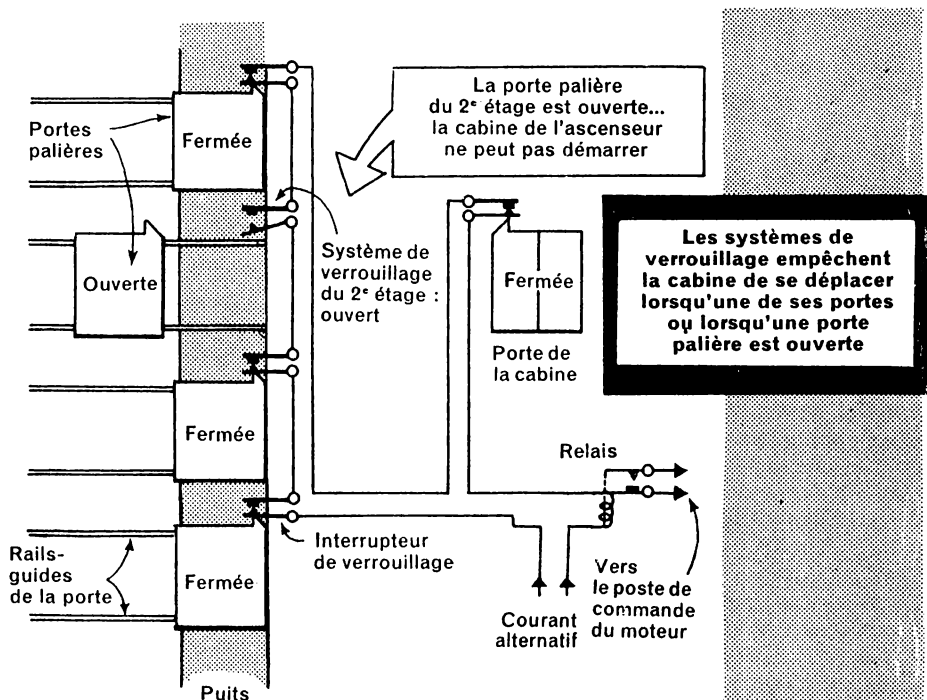 La porte palière
du 2e étage est ouverte...
la cabine de l'ascenseur
ne peut pas démarrer
Portes
palières
Fermée
Système de
verrouillage
du 2e étage :
ouvert
Ouverte
Fermée
Porte de
la cabine
Les systèmes de
verrouillage empêchent
la cabine de se déplacer
lorsqu'une de ses portes
ou lorsqu'une porte
palière est ouverte
Fermée
Relais
Interrupteur
de verrouillage
Rails-
guides
de la porte
Fermée
Courant
alternatif
Vers
le poste de
commande
du moteur
Puits